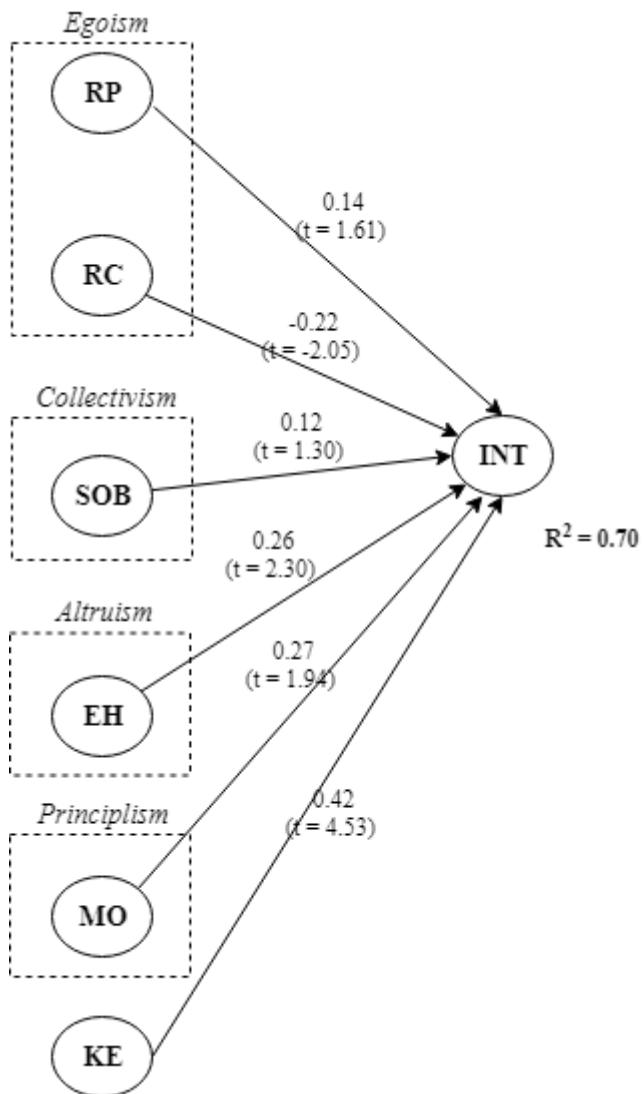 Egoism
RP
0.14
(t = 1.61)
RC
-0.22
(t = -2.05)
Collectivism
0.12
(t = 1.30)
SOB
INT
R² = 0.70
0.26
(t = 2.30)
Altruism
0.27
(t = 1.94)
EH
Principlism
0.42
(t = 4.53)
MO
KE